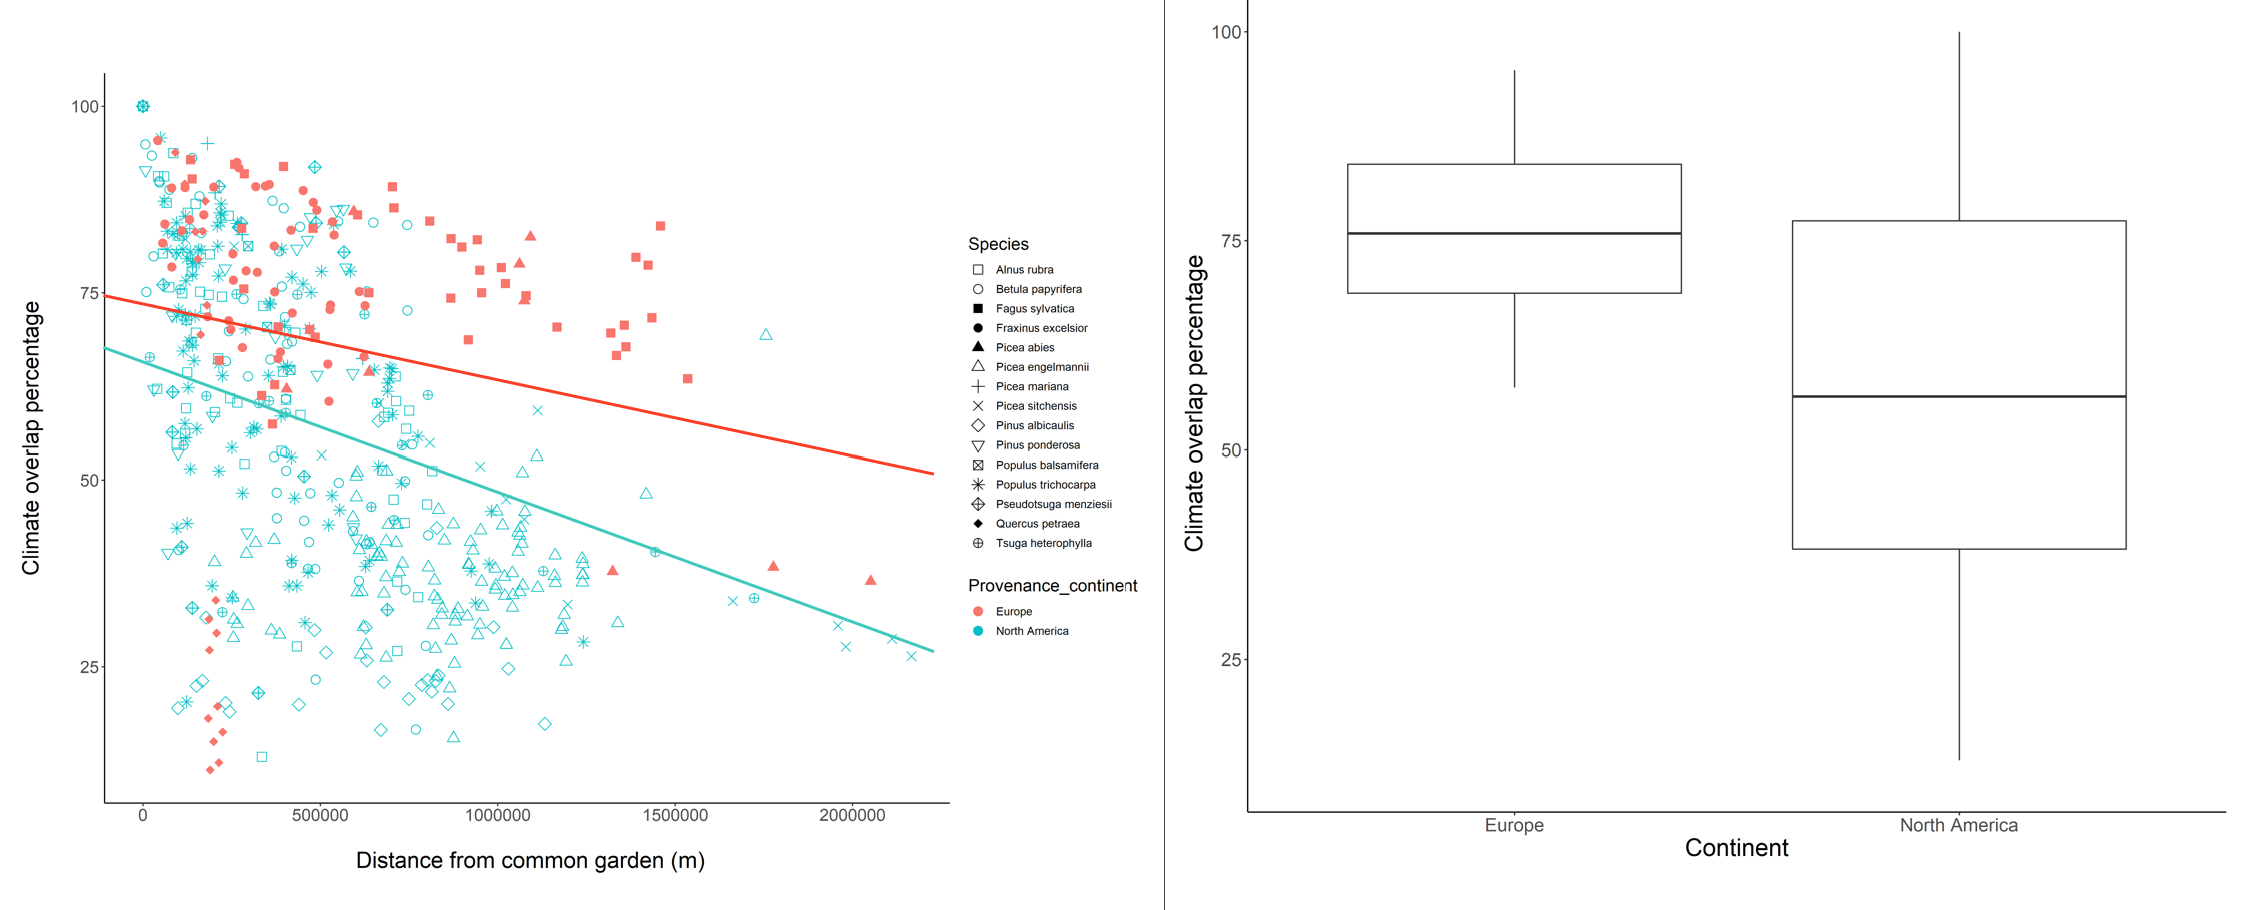 Climate overlap percentage
100
75
50
25
0
500000
1000000
1500000
2000000
Distance from common garden (m)
Species
Alnus rubra
Betula papyrifera
Fagus sylvatica
Fraxinus excelsior
Picea abies
Picea engelmannii
Picea mariana
Picea sitchensis
Pinus albicaulis
Pinus ponderosa
Populus balsamifera
Populus trichocarpa
Pseudotsuga menziesii
Quercus petraea
Tsuga heterophylla
Provenance_continent
Europe
North America
Climate overlap percentage
100
75
50
25
Europe
North America
Continent